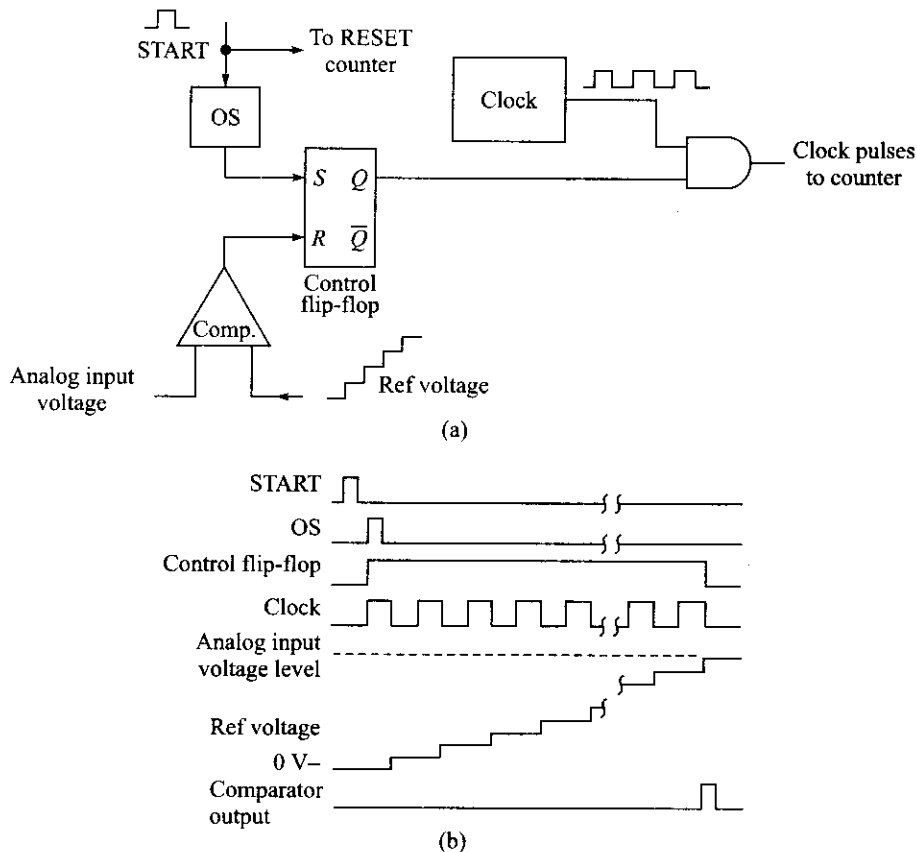 START
To RESET
counter
OS
Clock
Clock pulses
to counter
S Q
R Q̅
Control
flip-flop
Comp.
Analog input
voltage
Ref voltage
(a)
START
OS
Control flip-flop
Clock
Analog input
voltage level
Ref voltage
0 V–
Comparator
output
(b)